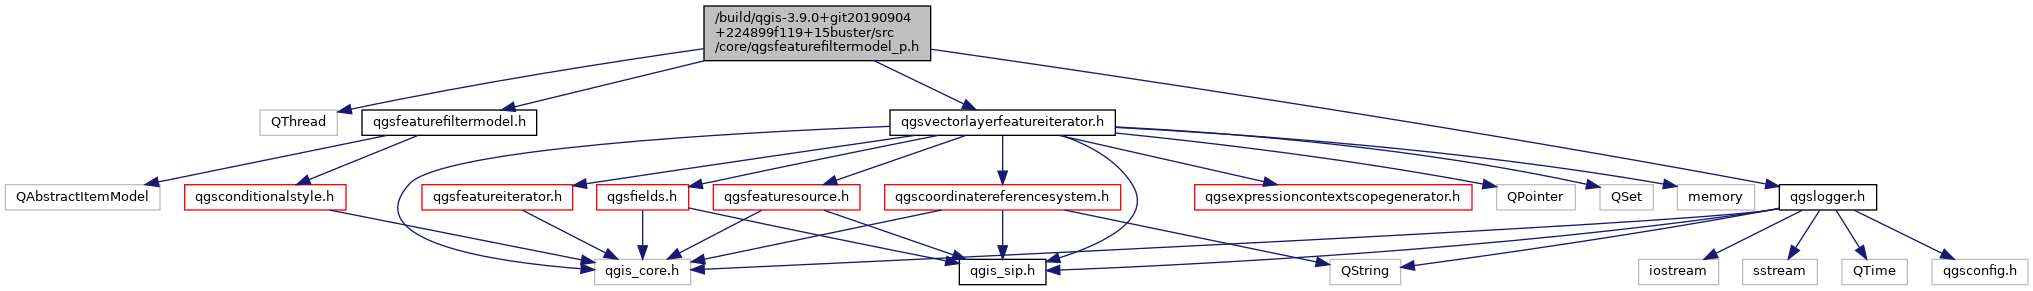 /build/qgis-3.9.0+git20190904
+224899f119+15buster/src
/core/qgsfeaturefiltermodel_p.h
QThread
qgsfeaturefiltermodel.h
qgsvectorlayerfeatureiterator.h
QAbstractItemModel
qgsconditionalstyle.h
qgsfeatureiterator.h
qgsfields.h
qgsfeaturesource.h
qgscoordinatereferencesystem.h
qgsexpressioncontextscopegenerator.h
QPointer
QSet
memory
qgslogger.h
qgis_core.h
qgis_sip.h
QString
iostream
sstream
QTime
qgsconfig.h